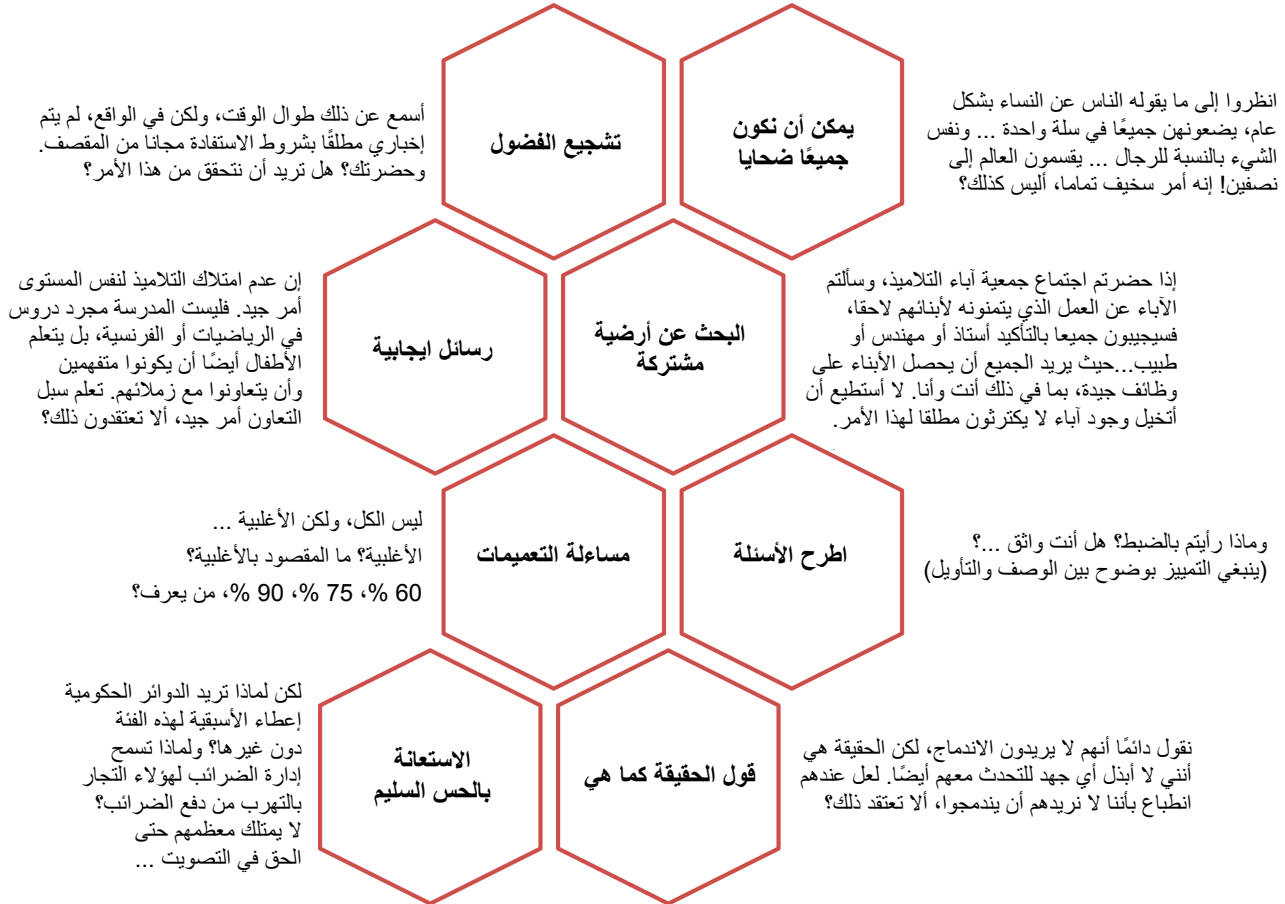 انظروا إلى ما يقوله الناس عن النساء بشكل
عام، يضعونهن جميعًا في سلة واحدة ... ونفس
الشيء بالنسبة للرجال ... يقسمون العالم إلى
نصفين! إنه أمر سخيف تماما، أليس كذلك؟
يمكن أن نكون
جميعًا ضحايا
تشجيع الفضول
أسمع عن ذلك طوال الوقت، ولكن في الواقع، لم يتم
إخباري مطلقًا بشروط الاستفادة مجانا من المقصف.
وحضرتك؟ هل تريد أن نتحقق من هذا الأمر؟
إذا حضرتم اجتماع جمعية آباء التلاميذ، وسألتم
الآباء عن العمل الذي يتمنونه لأبنائهم لاحقا،
فسيجيبون جميعا بالتأكيد أستاذ أو مهندس أو
طبيب...حيث يريد الجميع أن يحصل الأبناء على
وظائف جيدة، بما في ذلك أنت وأنا. لا أستطيع أن
أتخيل وجود آباء لا يكترثون مطلقا لهذا الأمر.
البحث عن أرضية
مشتركة
رسائل ايجابية
إن عدم امتلاك التلاميذ لنفس المستوى
أمر جيد. فليست المدرسة مجرد دروس
في الرياضيات أو الفرنسية، بل يتعلم
الأطفال أيضًا أن يكونوا متفهمين
وأن يتعاونوا مع زملائهم. تعلم سبل
التعاون أمر جيد، ألا تعتقدون ذلك؟
وماذا رأيتم بالضبط؟ هل أنت واثق ...؟
(ينبغي التمييز بوضوح بين الوصف والتأويل)
اطرح الأسئلة
مساءلة التعميمات
ليس الكل، ولكن الأغلبية ...
الأغلبية؟ ما المقصود بالأغلبية؟
60 %، 75 %، 90 %، من يعرف؟
نقول دائمًا أنهم لا يريدون الاندماج، لكن الحقيقة هي
أنني لا أبذل أي جهد للتحدث معهم أيضًا. لعل عندهم
انطباع بأننا لا نريدهم أن يندمجوا، ألا تعتقد ذلك؟
قول الحقيقة كما هي
الاستعانة
بالحس السليم
لكن لماذا تريد الدوائر الحكومية
إعطاء الأسبقية لهذه الفئة
دون غيرها؟ ولماذا تسمح
إدارة الضرائب لهؤلاء التجار
بالتهرب من دفع الضرائب؟
لا يمتلك معظمهم حتى
الحق في التصويت ...